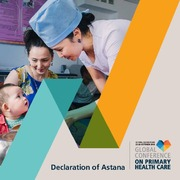 GLOBAL
CONFERENCE
ON PRIMARY
HEALTH CARE
Declaration of Astana